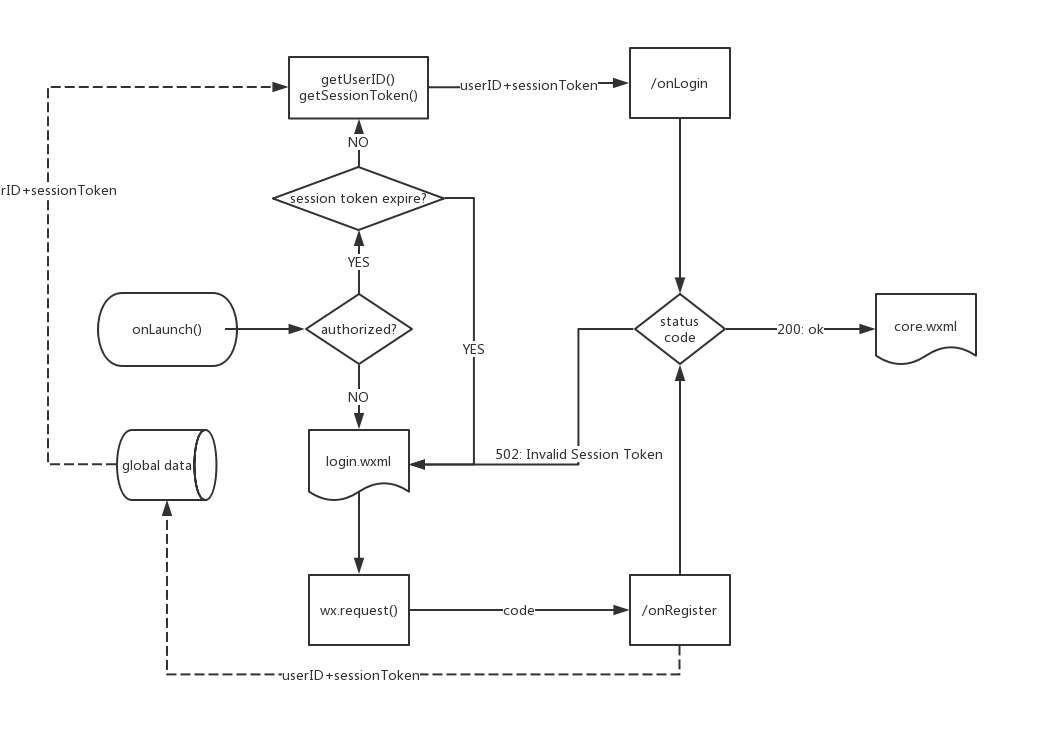 getUserID()
getSessionToken()
userID+sessionToken
/onLogin
NO
rID+sessionToken
session token expire?
YES
onLaunch()
authorized?
YES
status
code
200: ok
core.wxml
NO
global data
login.wxml
502: Invalid Session Token
wx.request()
code
/onRegister
userID+sessionToken